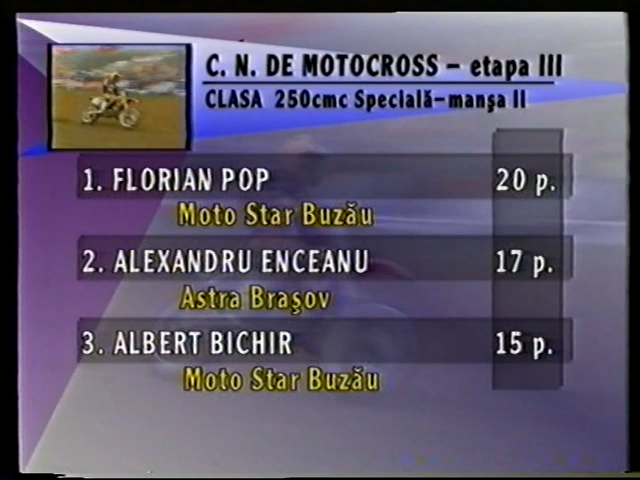 C. N. DE MOTOCROSS – etapa III
CLASA 250cmc Specială–manşa II
1. FLORIAN POP 20 p.
Moto Star Buzău
2. ALEXANDRU ENCEANU 17 p.
Astra Braşov
3. ALBERT BICHIR 15 p.
Moto Star Buzău